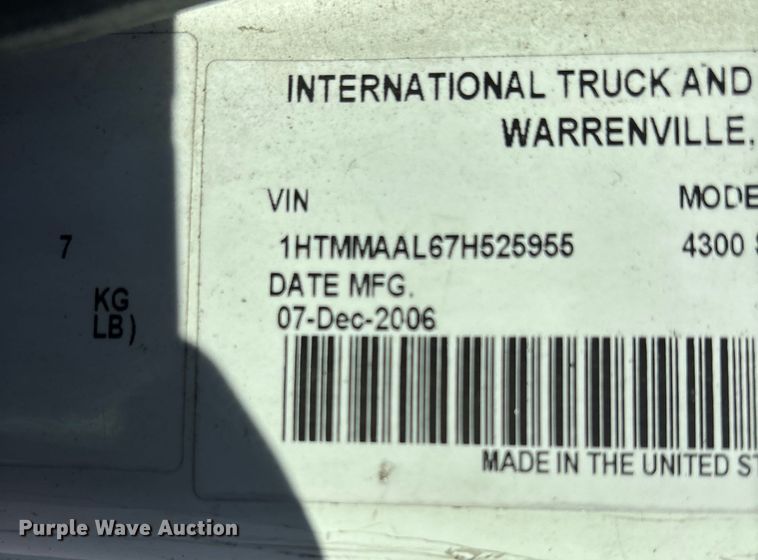 INTERNATIONAL TRUCK AND
WARRENVILLE,
VIN MODE
1HTMMAAL67H525955 4300
DATE MFG.
07-Dec-2006
7
KG
LB)
MADE IN THE UNITED ST
Purple Wave Auction